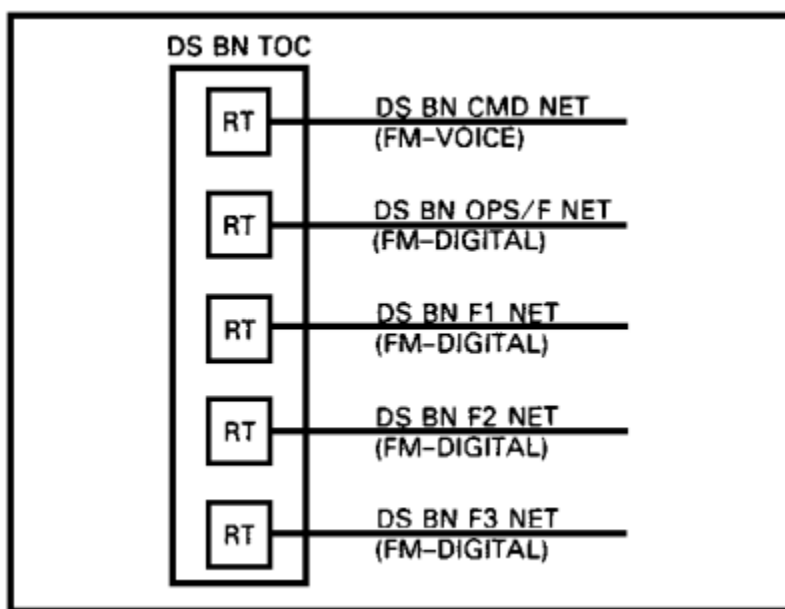 DS BN TOC
RT
DS BN CMD NET
(FM-VOICE)
RT
DS BN OPS/F NET
(FM-DIGITAL)
RT
DS BN F1 NET
(FM-DIGITAL)
RT
DS BN F2 NET
(FM-DIGITAL)
RT
DS BN F3 NET
(FM-DIGITAL)